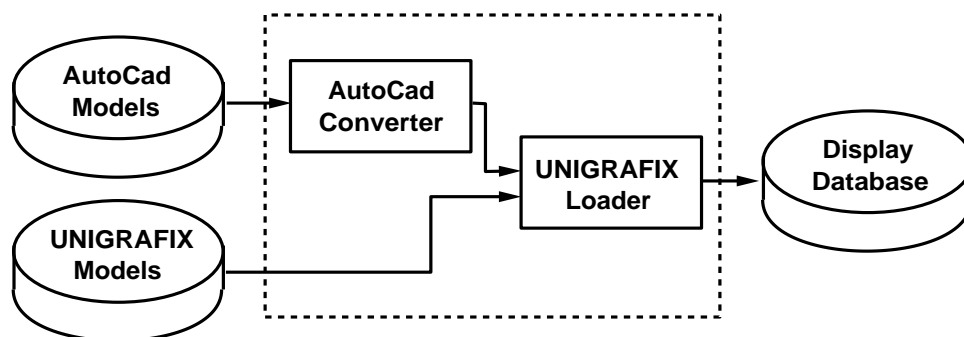 AutoCad
Models
AutoCad
Converter
UNIGRAFIX
Loader
Display
Database
UNIGRAFIX
Models